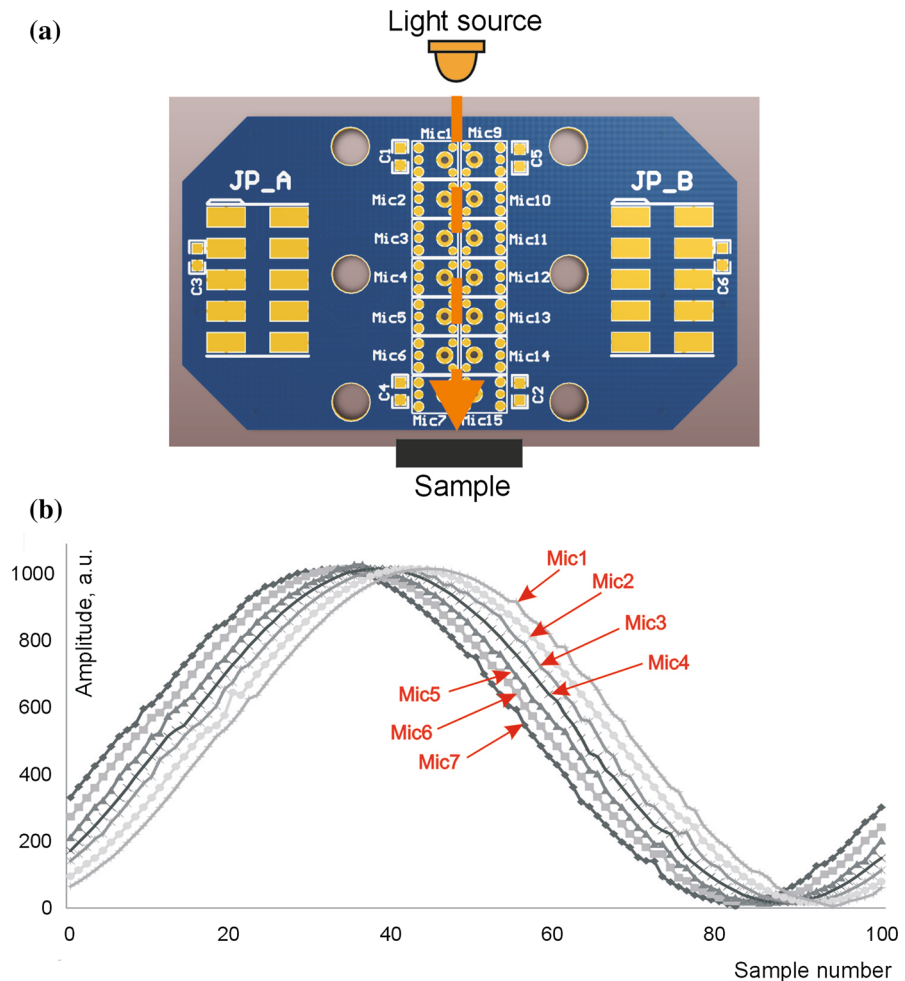 (a)
Light source
Mic1 Mic9
C1
C5
JP_A
JP_B
Mic2
Mic10
Mic3
Mic11
Mic4
Mic12
C3
C6
Mic5
Mic13
Mic6
Mic14
C4
C2
Mic7 Mic15
Sample
(b)
Amplitude, a.u.
1000
800
600
400
200
0
Mic1
Mic2
Mic3
Mic4
Mic5
Mic6
Mic7
0 20 40 60 80 100
Sample number